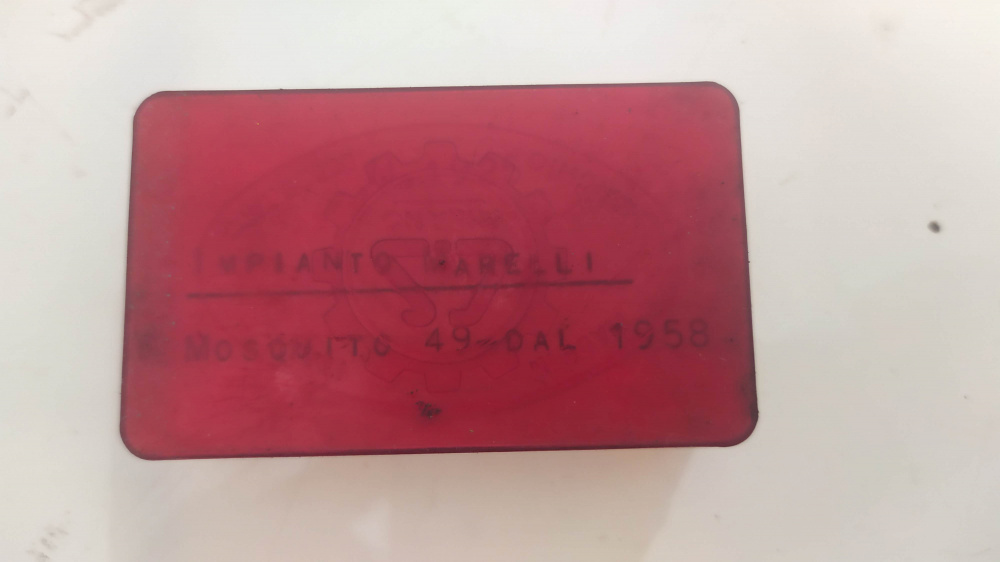 IMPIANTO MARELLI
MOSQUITO 49-DAL 1958-